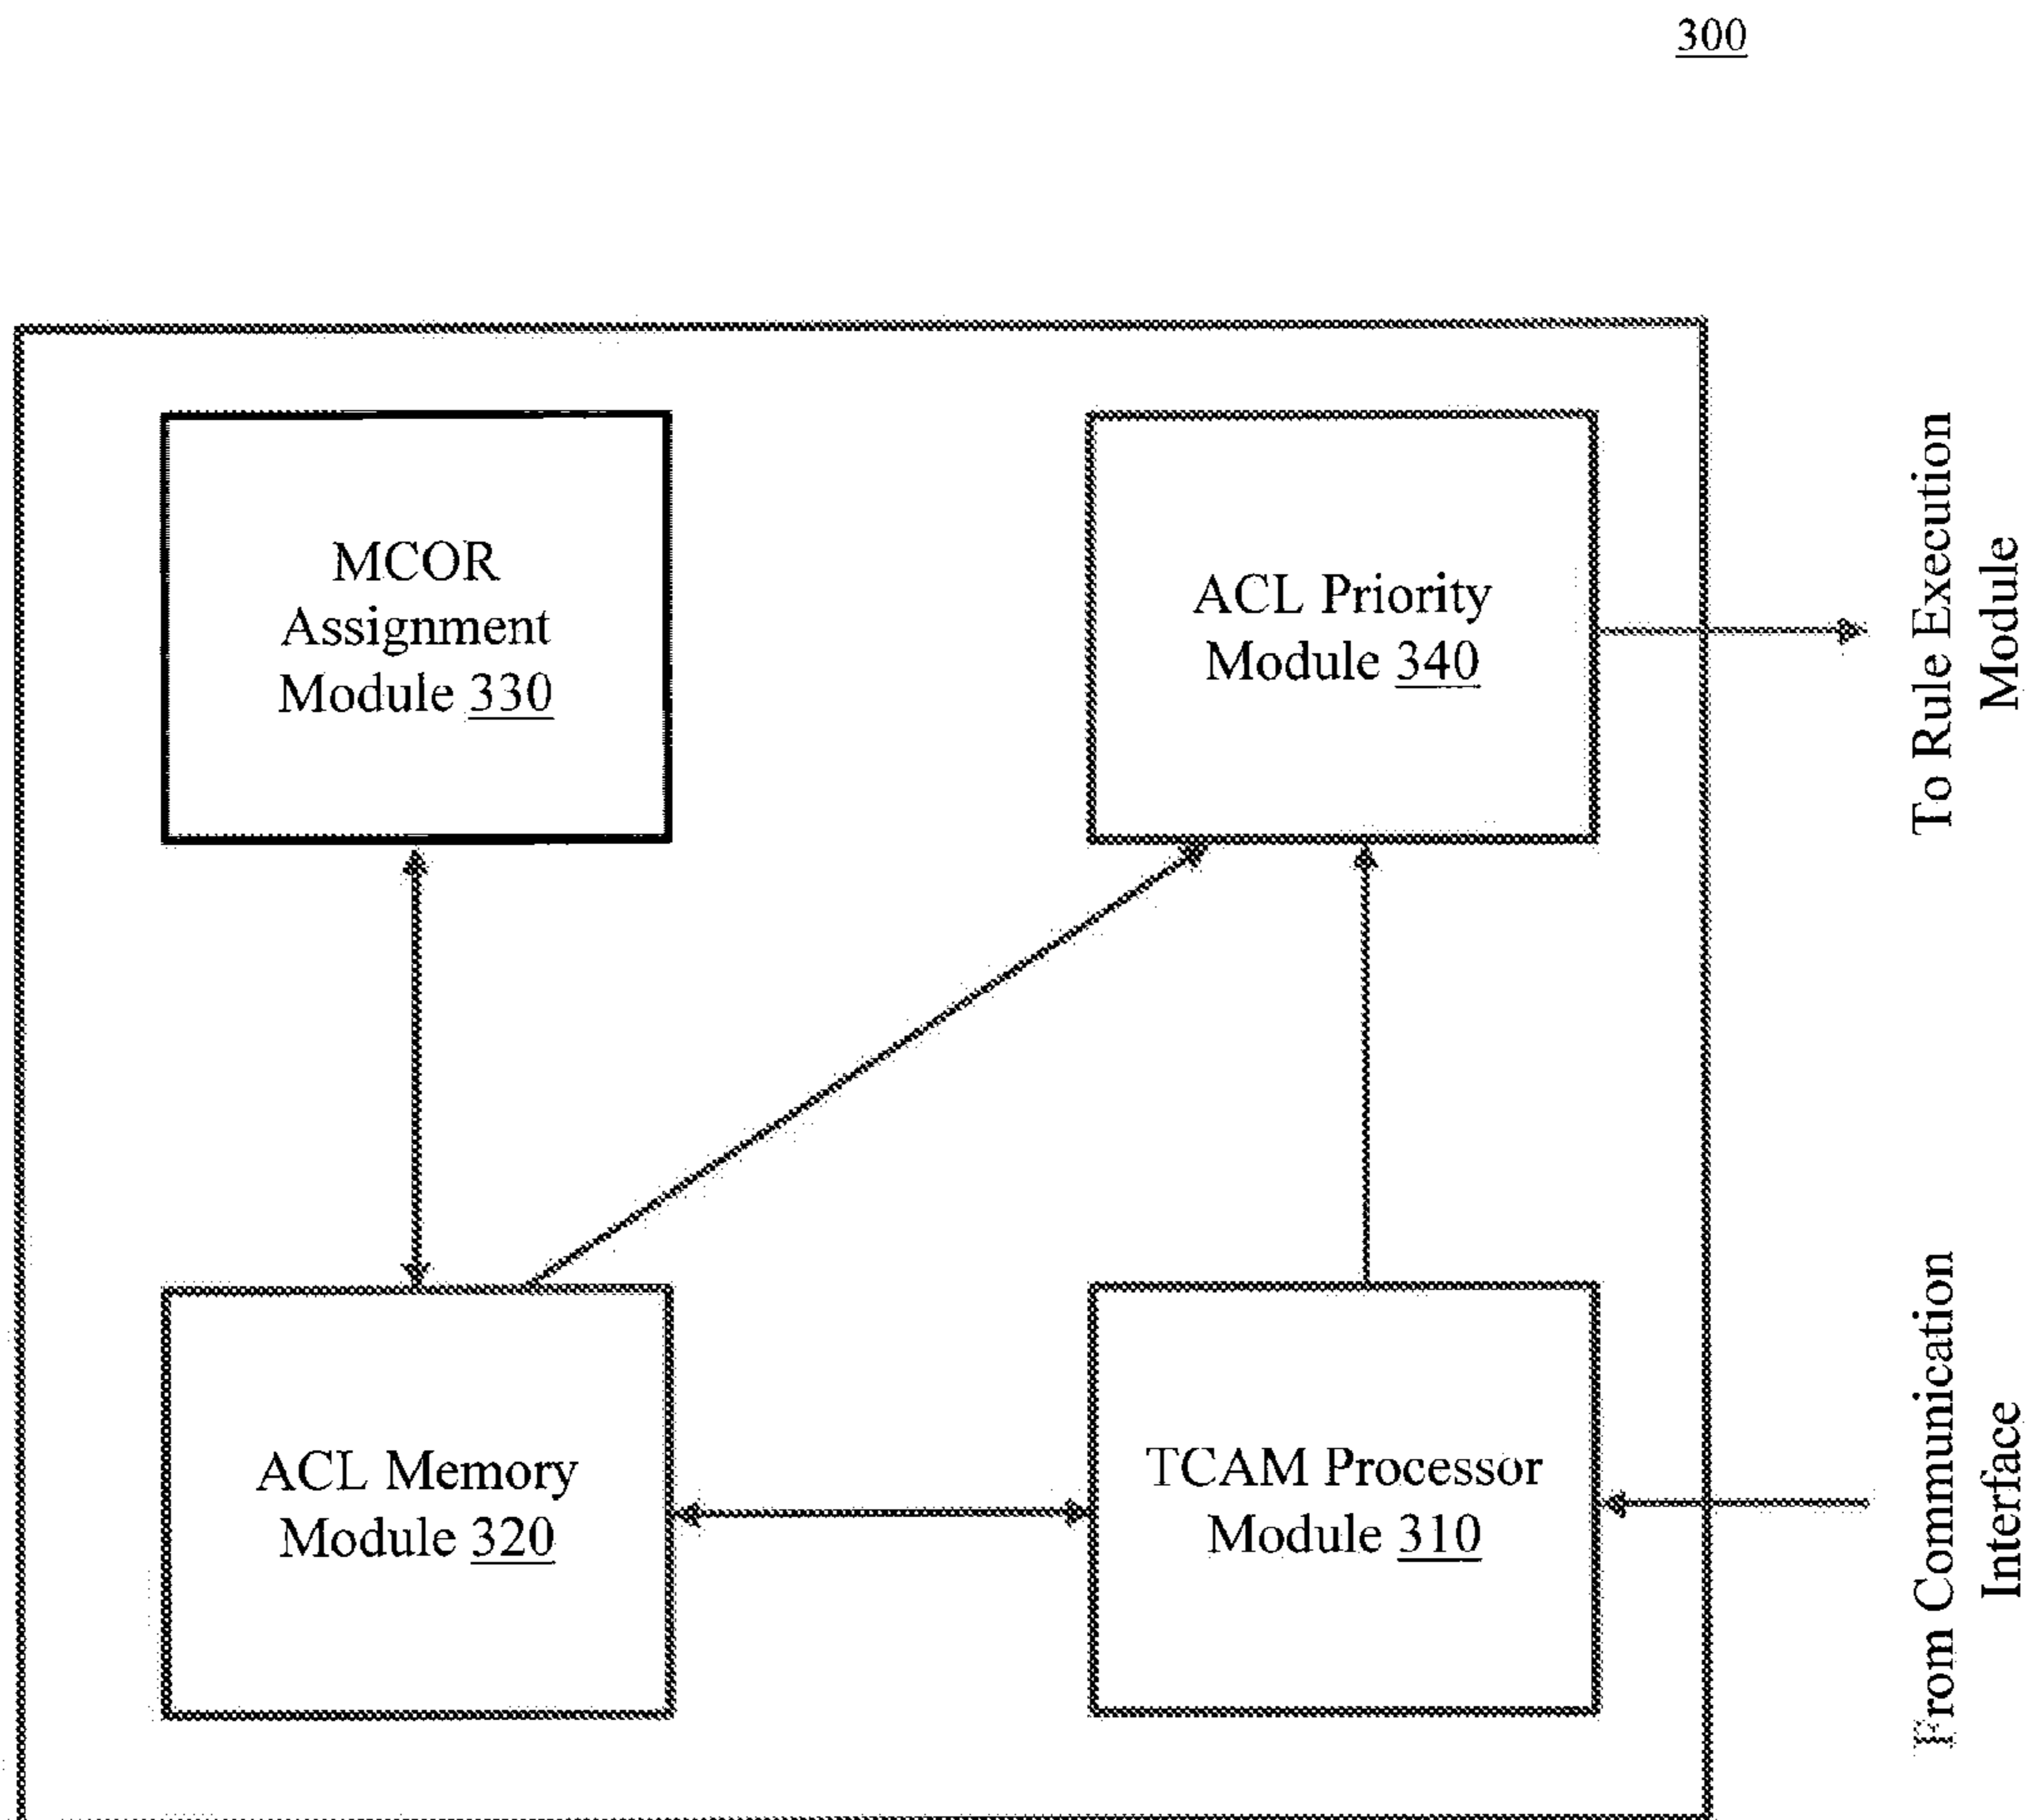 300
MCOR
Assignment
Module 330
ACL Priority
Module 340
To Rule Execution
Module
ACL Memory
Module 320
TCAM Processor
Module 310
From Communication
Interface